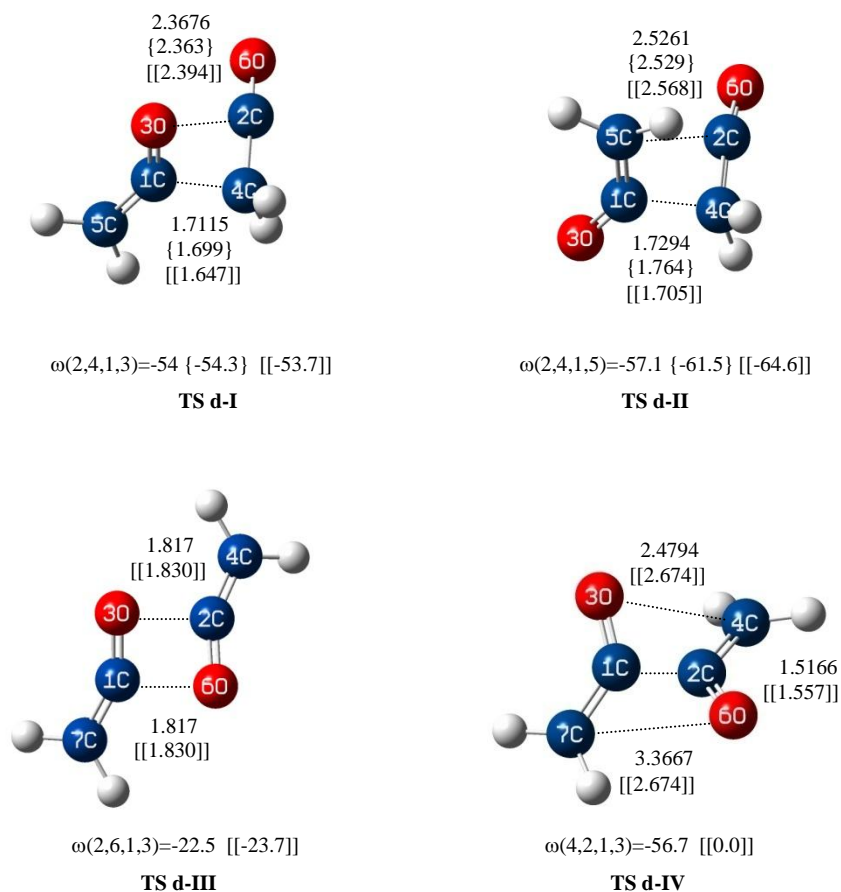 2.3676
{2.363}
[[2.394]]
6O
3O
2C
1C
4C
5C
1.7115
{1.699}
[[1.647]]
ω(2,4,1,3)=-54 {-54.3} [[-53.7]]
TS d-I
2.5261
{2.529}
[[2.568]]
6O
5C
2C
1C
4C
3O
1.7294
{1.764}
[[1.705]]
ω(2,4,1,5)=-57.1 {-61.5} [[-64.6]]
TS d-II
1.817
[[1.830]]
4C
3O
2C
1C
6O
7C
1.817
[[1.830]]
ω(2,6,1,3)=-22.5 [[-23.7]]
TS d-III
2.4794
[[2.674]]
3O
4C
1C
2C
1.5166
[[1.557]]
6O
7C
3.3667
[[2.674]]
ω(4,2,1,3)=-56.7 [[0.0]]
TS d-IV